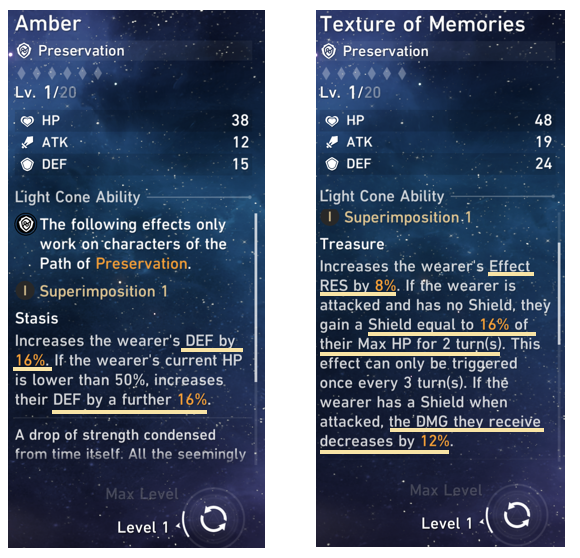 Amber
Preservation
Lv. 1/20
HP 38
ATK 12
DEF 15
Light Cone Ability
The following effects only
work on characters of the
Path of Preservation.
I Superimposition 1
Stasis
Increases the wearer's DEF by
16%. If the wearer's current HP
is lower than 50%, increases
their DEF by a further 16%.
A drop of strength condensed
from time itself. All the seemingly
Max Level
Level 1
Texture of Memories
Preservation
Lv. 1/20
HP 48
ATK 19
DEF 24
Light Cone Ability
I Superimposition 1
Treasure
Increases the wearer's Effect
RES by 8%. If the wearer is
attacked and has no Shield, they
gain a Shield equal to 16% of
their Max HP for 2 turn(s). This
effect can only be triggered
once every 3 turn(s). If the
wearer has a Shield when
attacked, the DMG they receive
decreases by 12%.
Max Level
Level 1